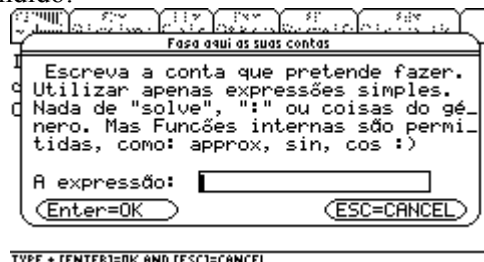 Fasa aqui as suas contas
Escreva a conta que pretende fazer.
Utilizar apenas expressões simples.
Nada de "solve", ":" ou coisas do gé_
nero. Mas Funcões internas são permi_
tidas, como: approx, sin, cos :)
A expressão:
Enter=OK ESC=CANCEL
TYPE + [ENTER]=OK AND [ESC]=CANCEL